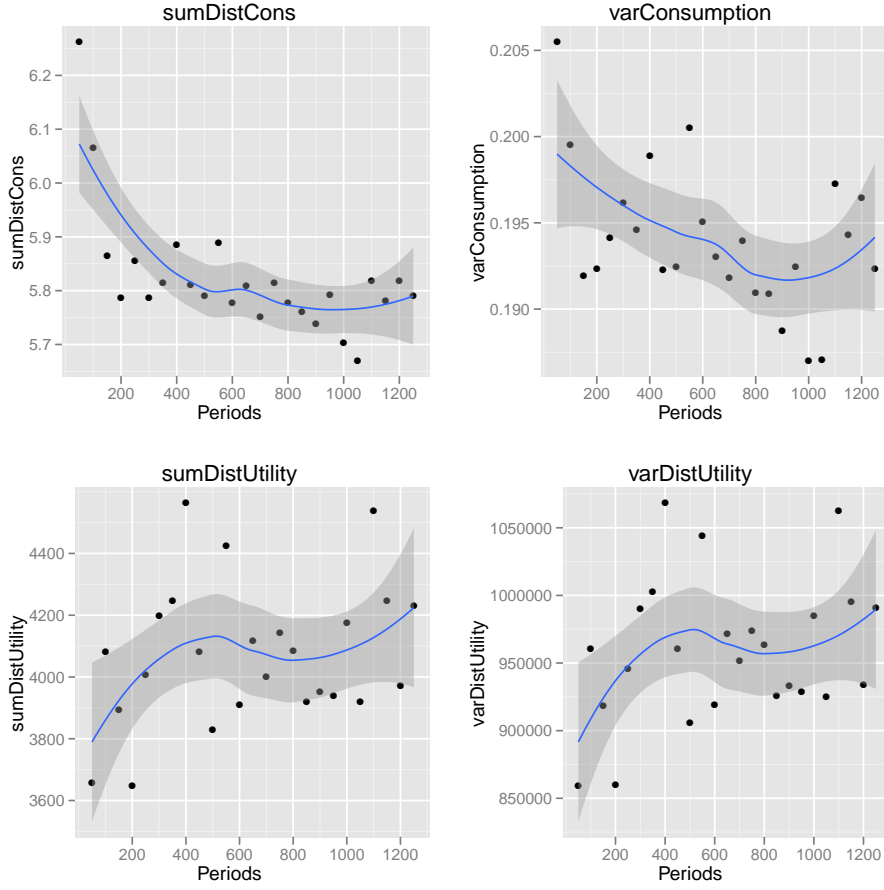 sumDistCons
sumDistCons
6.2
6.1
6.0
5.9
5.8
5.7
200 400 600 800 1000 1200
Periods
varConsumption
varConsumption
0.205
0.200
0.195
0.190
200 400 600 800 1000 1200
Periods
sumDistUtility
sumDistUtility
4400
4200
4000
3800
3600
200 400 600 800 1000 1200
Periods
varDistUtility
varDistUtility
1050000
1000000
950000
900000
850000
200 400 600 800 1000 1200
Periods